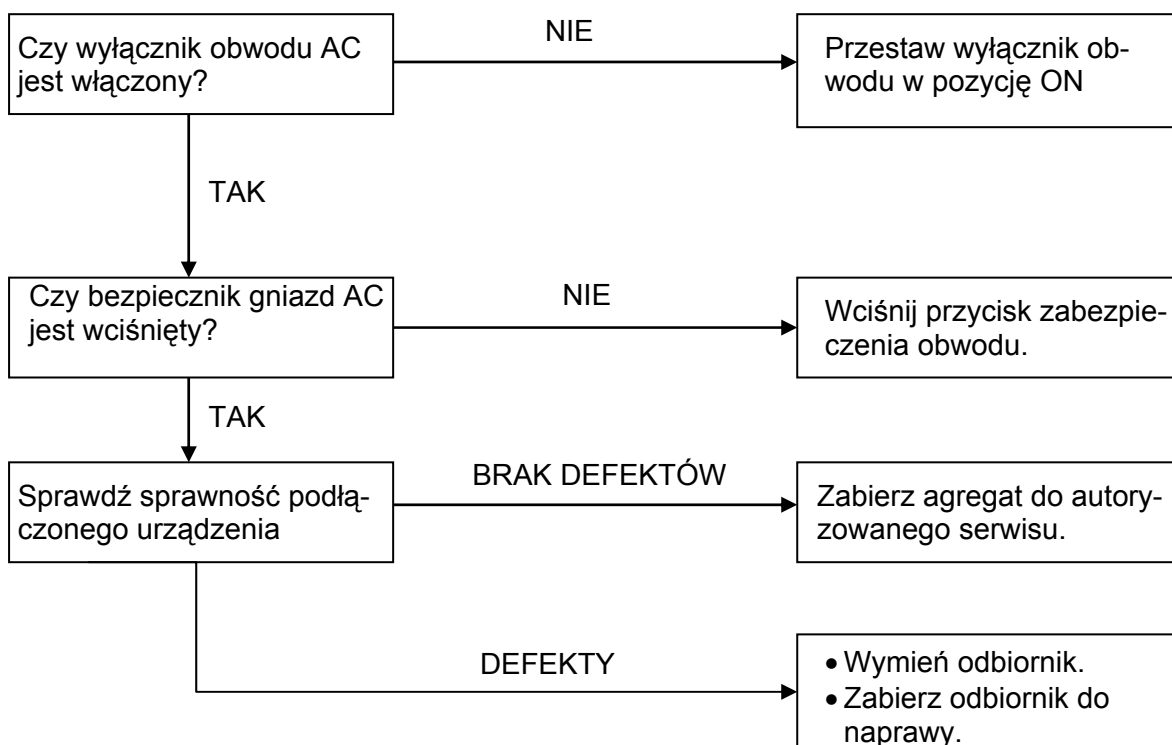 Czy wyłącznik obwodu AC
jest włączony?
NIE
Przestaw wyłącznik ob-
wodu w pozycję ON
TAK
Czy bezpiecznik gniazd AC
jest wciśnięty?
NIE
Wciśnij przycisk zabezpie-
czenia obwodu.
TAK
Sprawdź sprawność podłą-
czonego urządzenia
BRAK DEFEKTÓW
Zabierz agregat do autory-
zowanego serwisu.
DEFEKTY
• Wymień odbiornik.
• Zabierz odbiornik do
naprawy.